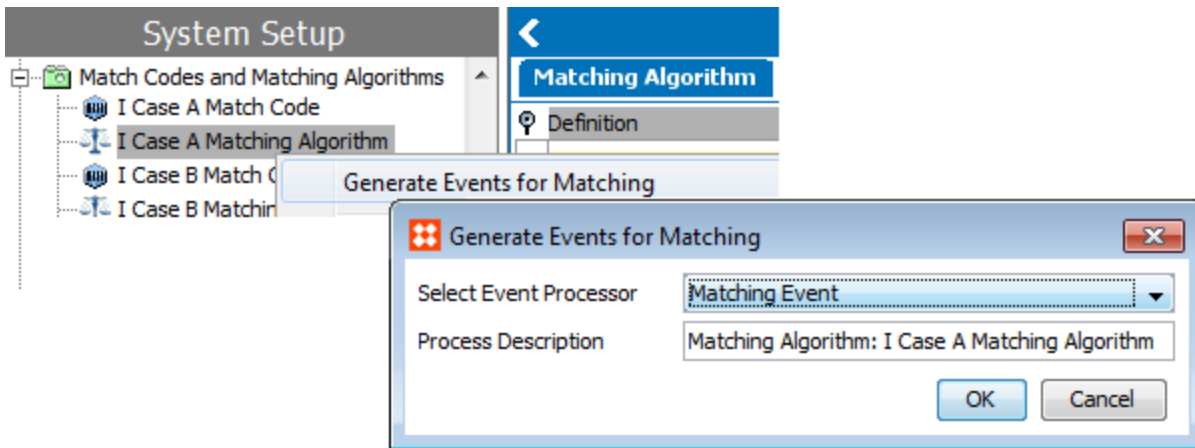 System Setup
Match Codes and Matching Algorithms
I Case A Match Code
I Case A Matching Algorithm
I Case B Match
I Case B Matchin
Matching Algorithm
Definition
Generate Events for Matching
Generate Events for Matching
Select Event Processor
Matching Event
Process Description
Matching Algorithm: I Case A Matching Algorithm
OK
Cancel